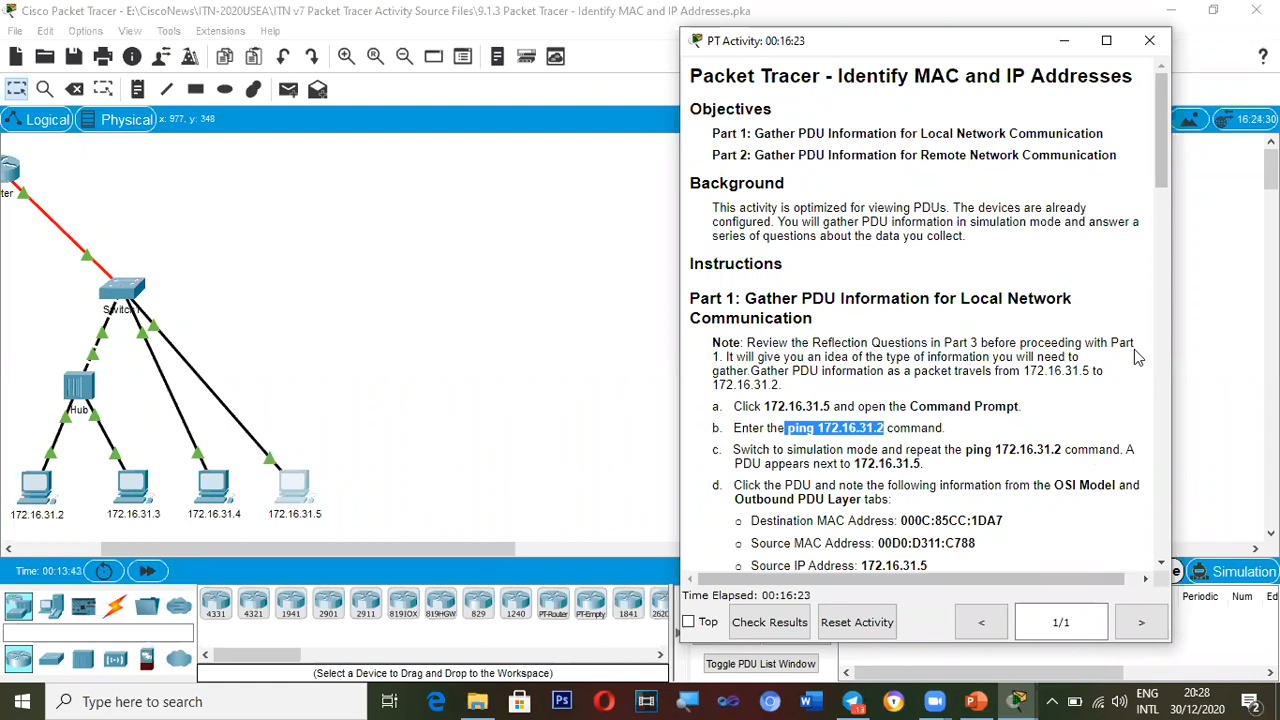 Cisco Packet Tracer - E:\CiscoNews\ITN-2020USEA\ITN v7 Packet Tracer Activity Source Files\9.1.3 Packet Tracer - Identify MAC and IP Addresses.pka
File Edit Options View Tools Extensions Help
Logical Physical x: 977, y: 348
16:24:30
ter
Switch1
Hub
172.16.31.2 172.16.31.3 172.16.31.4 172.16.31.5
PT Activity: 00:16:23
Packet Tracer - Identify MAC and IP Addresses
Objectives
Part 1: Gather PDU Information for Local Network Communication
Part 2: Gather PDU Information for Remote Network Communication
Background
This activity is optimized for viewing PDUs. The devices are already
configured. You will gather PDU information in simulation mode and answer a
series of questions about the data you collect.
Instructions
Part 1: Gather PDU Information for Local Network
Communication
Note: Review the Reflection Questions in Part 3 before proceeding with Part
1. It will give you an idea of the type of information you will need to
gather.Gather PDU information as a packet travels from 172.16.31.5 to
172.16.31.2.
a. Click 172.16.31.5 and open the Command Prompt.
b. Enter the ping 172.16.31.2 command.
c. Switch to simulation mode and repeat the ping 172.16.31.2 command. A
PDU appears next to 172.16.31.5.
d. Click the PDU and note the following information from the OSI Model and
Outbound PDU Layer tabs:
o Destination MAC Address: 000C:85CC:1DA7
o Source MAC Address: 00D0:D311:C788
o Source IP Address: 172.16.31.5
Time Elapsed: 00:16:23
Top Check Results Reset Activity < 1/1 >
Time: 00:13:43
e Simulation
4331 4321 1941 2901 2911 819IOX 819HGW 829 1240 PT-Router PT-Empty 1841 2620
Periodic Num Ed
(Select a Device to Drag and Drop to the Workspace)
Toggle PDU List Window
Type here to search
13
ENG
INTL
20:28
30/12/2020
2